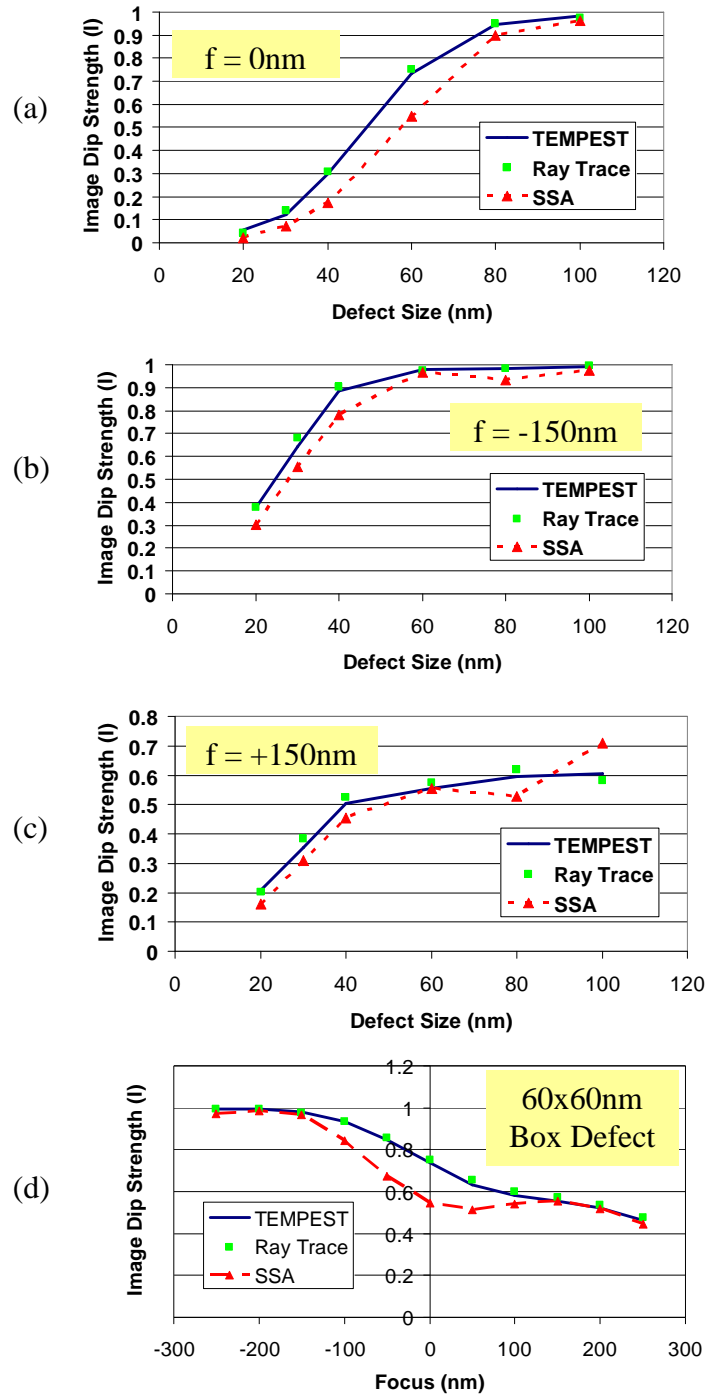 (a)
Image Dip Strength (I)
1
0.9
0.8
0.7
0.6
0.5
0.4
0.3
0.2
0.1
0
f = 0nm
TEMPEST
Ray Trace
SSA
0 20 40 60 80 100 120
Defect Size (nm)
(b)
Image Dip Strength (I)
1
0.9
0.8
0.7
0.6
0.5
0.4
0.3
0.2
0.1
0
f = -150nm
TEMPEST
Ray Trace
SSA
0 20 40 60 80 100 120
Defect Size (nm)
(c)
Image Dip Strength (I)
0.8
0.7
0.6
0.5
0.4
0.3
0.2
0.1
0
f = +150nm
TEMPEST
Ray Trace
SSA
0 20 40 60 80 100 120
Defect Size (nm)
(d)
Image Dip Strength (I)
1.2
1
0.8
0.6
0.4
0.2
0
60x60nm
Box Defect
TEMPEST
Ray Trace
SSA
-300 -200 -100 0 100 200 300
Focus (nm)